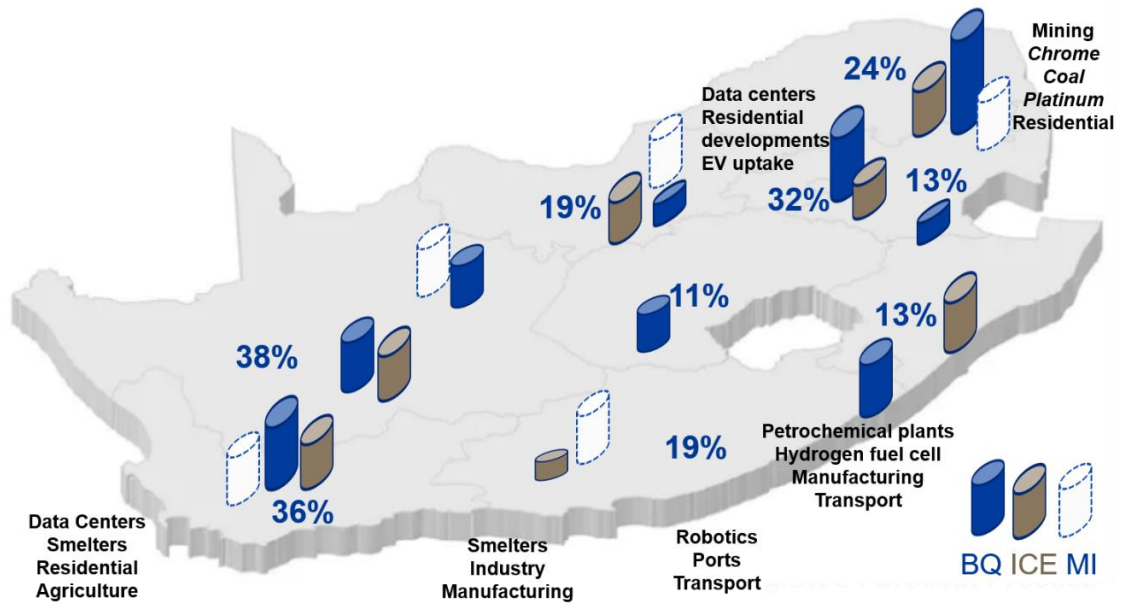 Mining
Chrome
Coal
Platinum
Residential
24%
Data centers
Residential
developments
EV uptake
13%
32%
19%
11%
13%
38%
19%
36%
Petrochemical plants
Hydrogen fuel cell
Manufacturing
Transport
Data Centers
Smelters
Residential
Agriculture
Smelters
Industry
Manufacturing
Robotics
Ports
Transport
BQ ICE MI